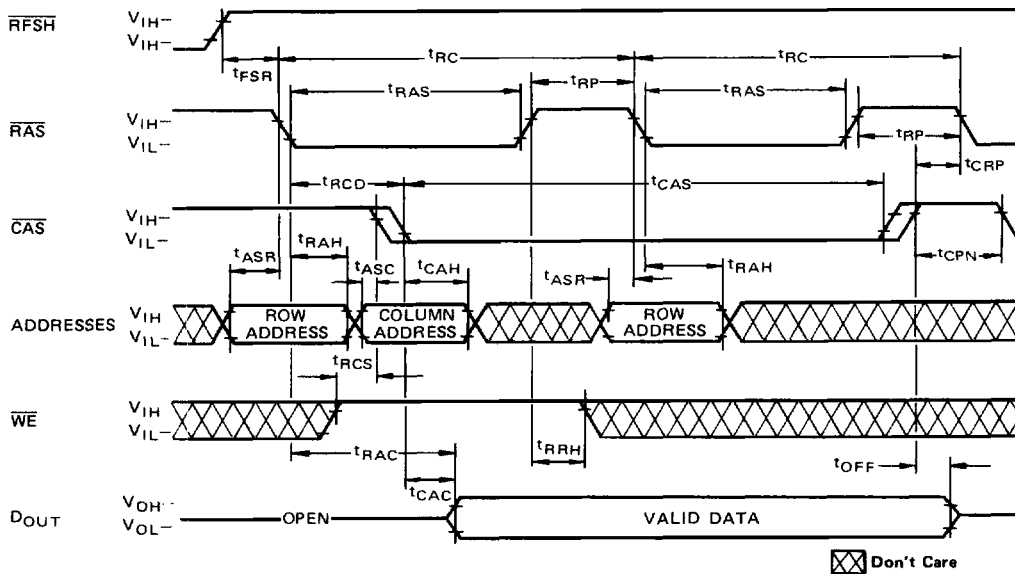 RFSH
VIH
VIH
tFSR
tRC
tRC
tRAS
tRP
tRAS
RAS
VIH
VIL
tRP
tCRP
tRCD
tCAS
CAS
VIH
VIL
tASR
tRAH
tASC
tCAH
tASR
tRAH
tCPN
ADDRESSES
VIH
VIL
ROW
ADDRESS
COLUMN
ADDRESS
ROW
ADDRESS
tRCS
WE
VIH
VIL
tRAC
tRRH
tOFF
tCAC
DOUT
VOH
VOL
OPEN
VALID DATA
Don't Care